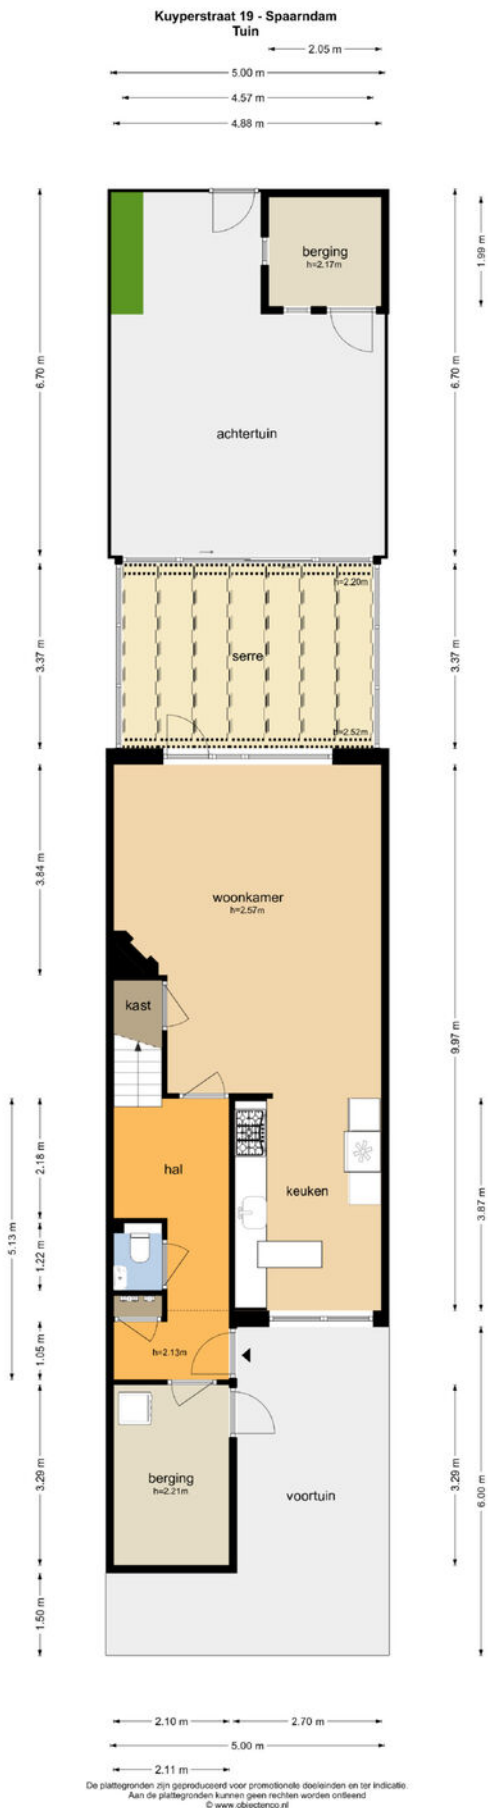 Kuyperstraat 19 - Spaarndam
Tuin
2.05 m
5.00 m
4.57 m
4.88 m
berging
h=2.17m
1.99 m
6.70 m
6.70 m
achtertuin
h=2.20m
3.37 m
serre
3.37 m
h=2.52m
3.84 m
woonkamer
h=2.57m
9.97 m
kast
5.13 m
2.18 m
hal
keuken
3.87 m
1.22 m
1.05 m
h=2.13m
3.29 m
berging
h=2.21m
voortuin
3.29 m
6.00 m
1.50 m
2.10 m
2.70 m
5.00 m
2.11 m
De plattegronden zijn geproduceerd voor promotionele doeleinden en ter indicatie.
Aan de plattegronden kunnen geen rechten worden ontleend
© www.objectenco.nl